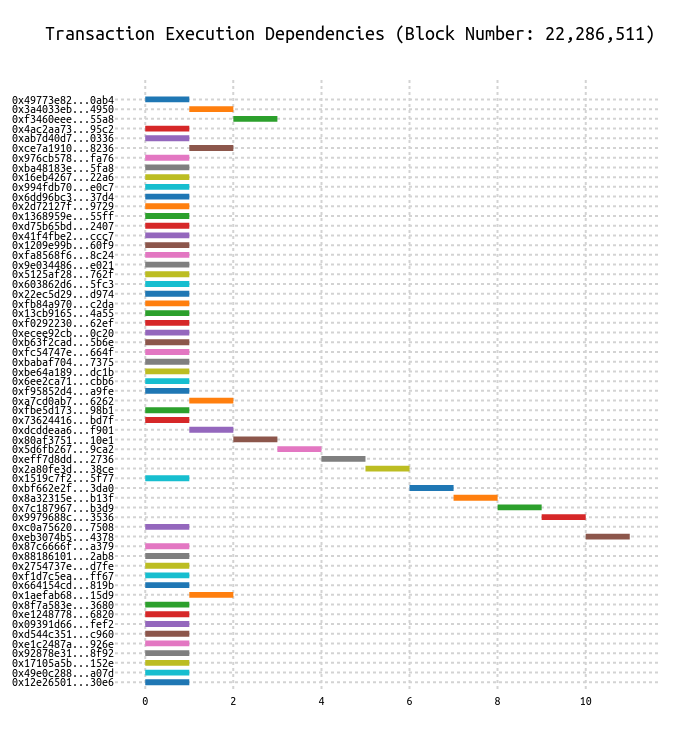 Transaction Execution Dependencies (Block Number: 22,286,511)
0x49773e82...0ab4
0x3a4033eb...4950
0xf3460eee...55a8
0x4ac2aa73...95c2
0xab7d40d7...0336
0xce7a1910...8236
0x976cb578...fa76
0xba48183e...5fa8
0x16eb4267...22a6
0x994fdb70...e0c7
0x6dd96bc3...37d4
0x2d72127f...9729
0x1368959e...55ff
0xd75b65bd...2407
0x41f4fbe2...ccc7
0x1209e99b...60f9
0xfa8568f6...8c24
0x9e034486...e021
0x5125af28...762f
0x603862d6...5fc3
0x22ec5d29...d974
0xfb84a970...c2da
0x13cb9165...4a55
0xf0292230...62ef
0xecee92cb...0c20
0xb63f2cad...5b6e
0xfc54747e...664f
0xbabaf704...7375
0xbe64a189...dc1b
0x6ee2ca71...cbb6
0xf95852d4...a9fe
0xa7cd0ab7...6262
0xfbe5d173...98b1
0x73624416...bd7f
0xdcddeaa6...f901
0x80af3751...10e1
0x5d6fb267...9ca2
0xeff7d8dd...2736
0x2a80fe3d...38ce
0x1519c7f2...5f77
0xbf662e2f...3da0
0x8a32315e...b13f
0x7c187967...b3d9
0x9979688c...3536
0xc0a75620...7508
0xeb3074b5...4378
0x87c6666f...a379
0x88186101...2ab8
0x2754737e...d7fe
0xf1d7c5ea...ff67
0x664154cd...819b
0x1aefab68...15d9
0x8f7a583e...3680
0xe1248778...6820
0x09391d66...fef2
0xd544c351...c960
0xe1c2487a...926e
0x92878e31...8f92
0x17105a5b...152e
0x49e0c288...a07d
0x12e26501...30e6
0 2 4 6 8 10